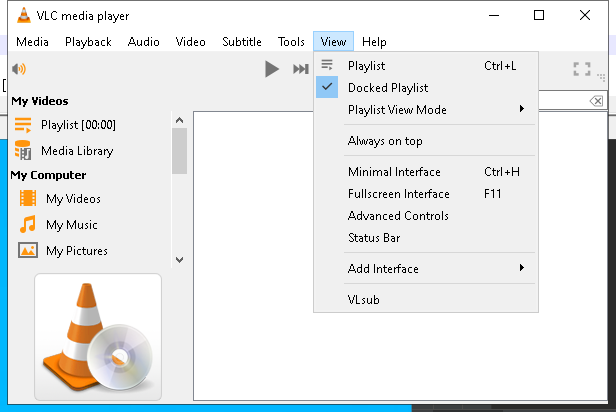 VLC media player
Media Playback Audio Video Subtitle Tools View Help
Playlist Ctrl+L
Docked Playlist
Playlist View Mode
Always on top
Minimal Interface Ctrl+H
Fullscreen Interface F11
Advanced Controls
Status Bar
Add Interface
VLsub
My Videos
Playlist [00:00]
Media Library
My Computer
My Videos
My Music
My Pictures